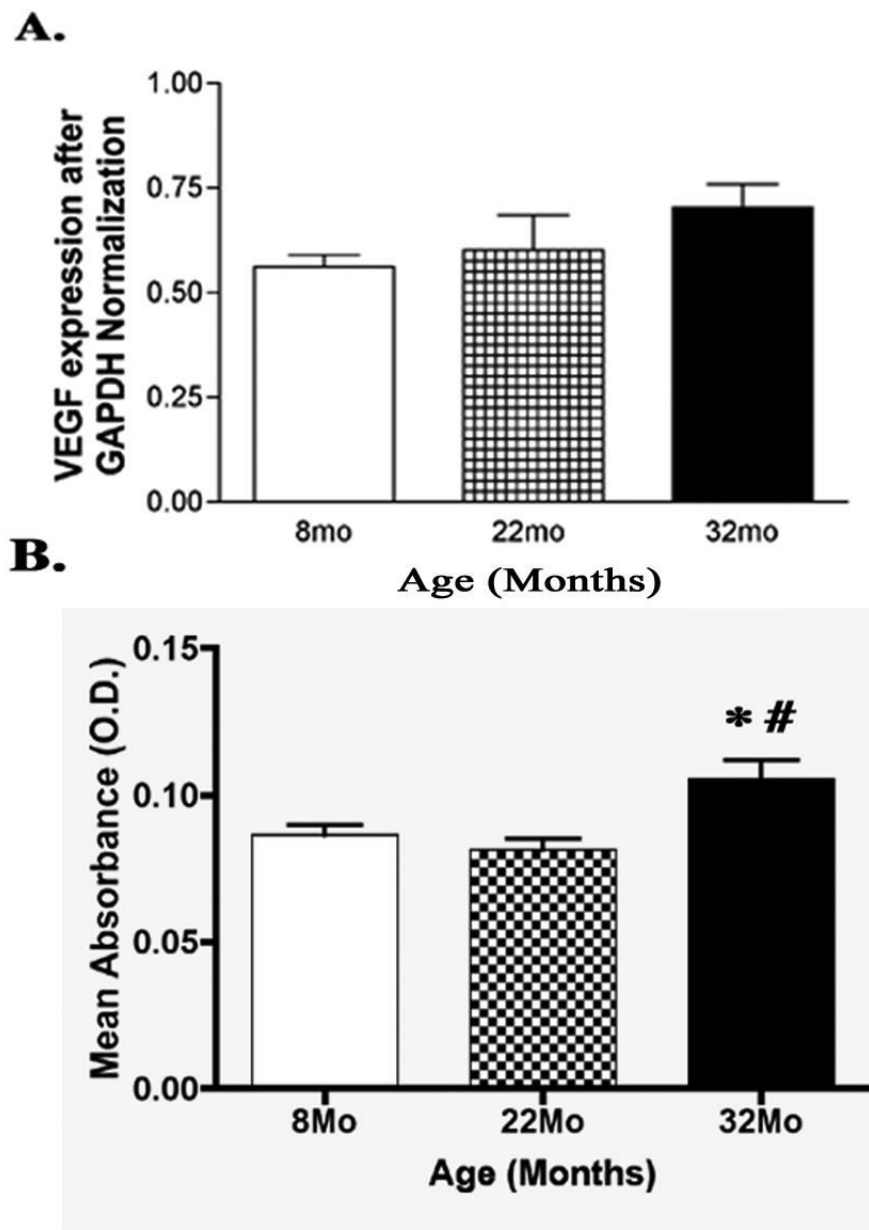 A.
VEGF expression after
GAPDH Normalization
1.00
0.75
0.50
0.25
0.00
8mo 22mo 32mo
Age (Months)
B.
Mean Absorbance (O.D.)
0.15
0.10
0.05
0.00
* #
8Mo 22Mo 32Mo
Age (Months)